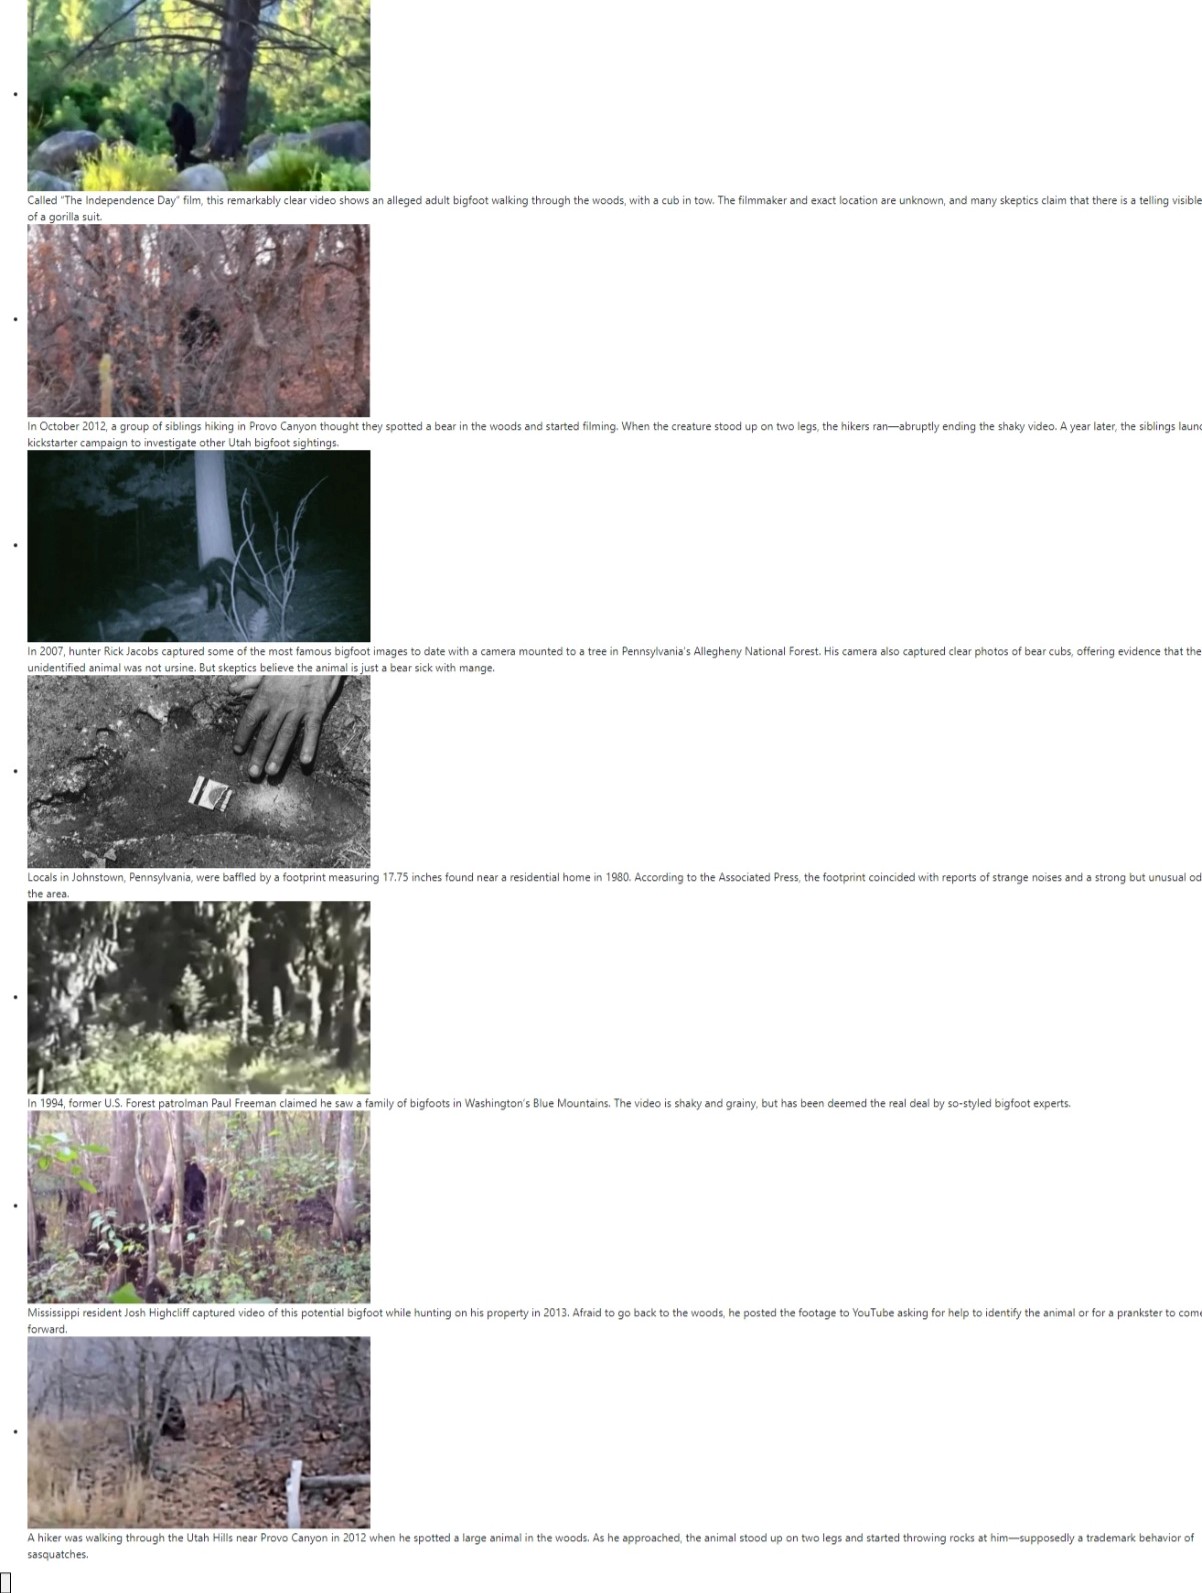 Called "The Independence Day" film, this remarkably clear video shows an alleged adult bigfoot walking through the woods, with a cub in tow. The filmmaker and exact location are unknown, and many skeptics claim that there is a telling visible
of a gorilla suit.
In October 2012, a group of siblings hiking in Provo Canyon thought they spotted a bear in the woods and started filming. When the creature stood up on two legs, the hikers ran—abruptly ending the shaky video. A year later, the siblings laun
kickstarter campaign to investigate other Utah bigfoot sightings.
In 2007, hunter Rick Jacobs captured some of the most famous bigfoot images to date with a camera mounted to a tree in Pennsylvania's Allegheny National Forest. His camera also captured clear photos of bear cubs, offering evidence that the
unidentified animal was not ursine. But skeptics believe the animal is just a bear sick with mange.
Locals in Johnstown, Pennsylvania, were baffled by a footprint measuring 17.75 inches found near a residential home in 1980. According to the Associated Press, the footprint coincided with reports of strange noises and a strong but unusual od
the area.
In 1994, former U.S. Forest patrolman Paul Freeman claimed he saw a family of bigfoots in Washington's Blue Mountains. The video is shaky and grainy, but has been deemed the real deal by so-styled bigfoot experts.
Mississippi resident Josh Highcliff captured video of this potential bigfoot while hunting on his property in 2013. Afraid to go back to the woods, he posted the footage to YouTube asking for help to identify the animal or for a prankster to come
forward.
A hiker was walking through the Utah Hills near Provo Canyon in 2012 when he spotted a large animal in the woods. As he approached, the animal stood up on two legs and started throwing rocks at him—supposedly a trademark behavior of
sasquatches.